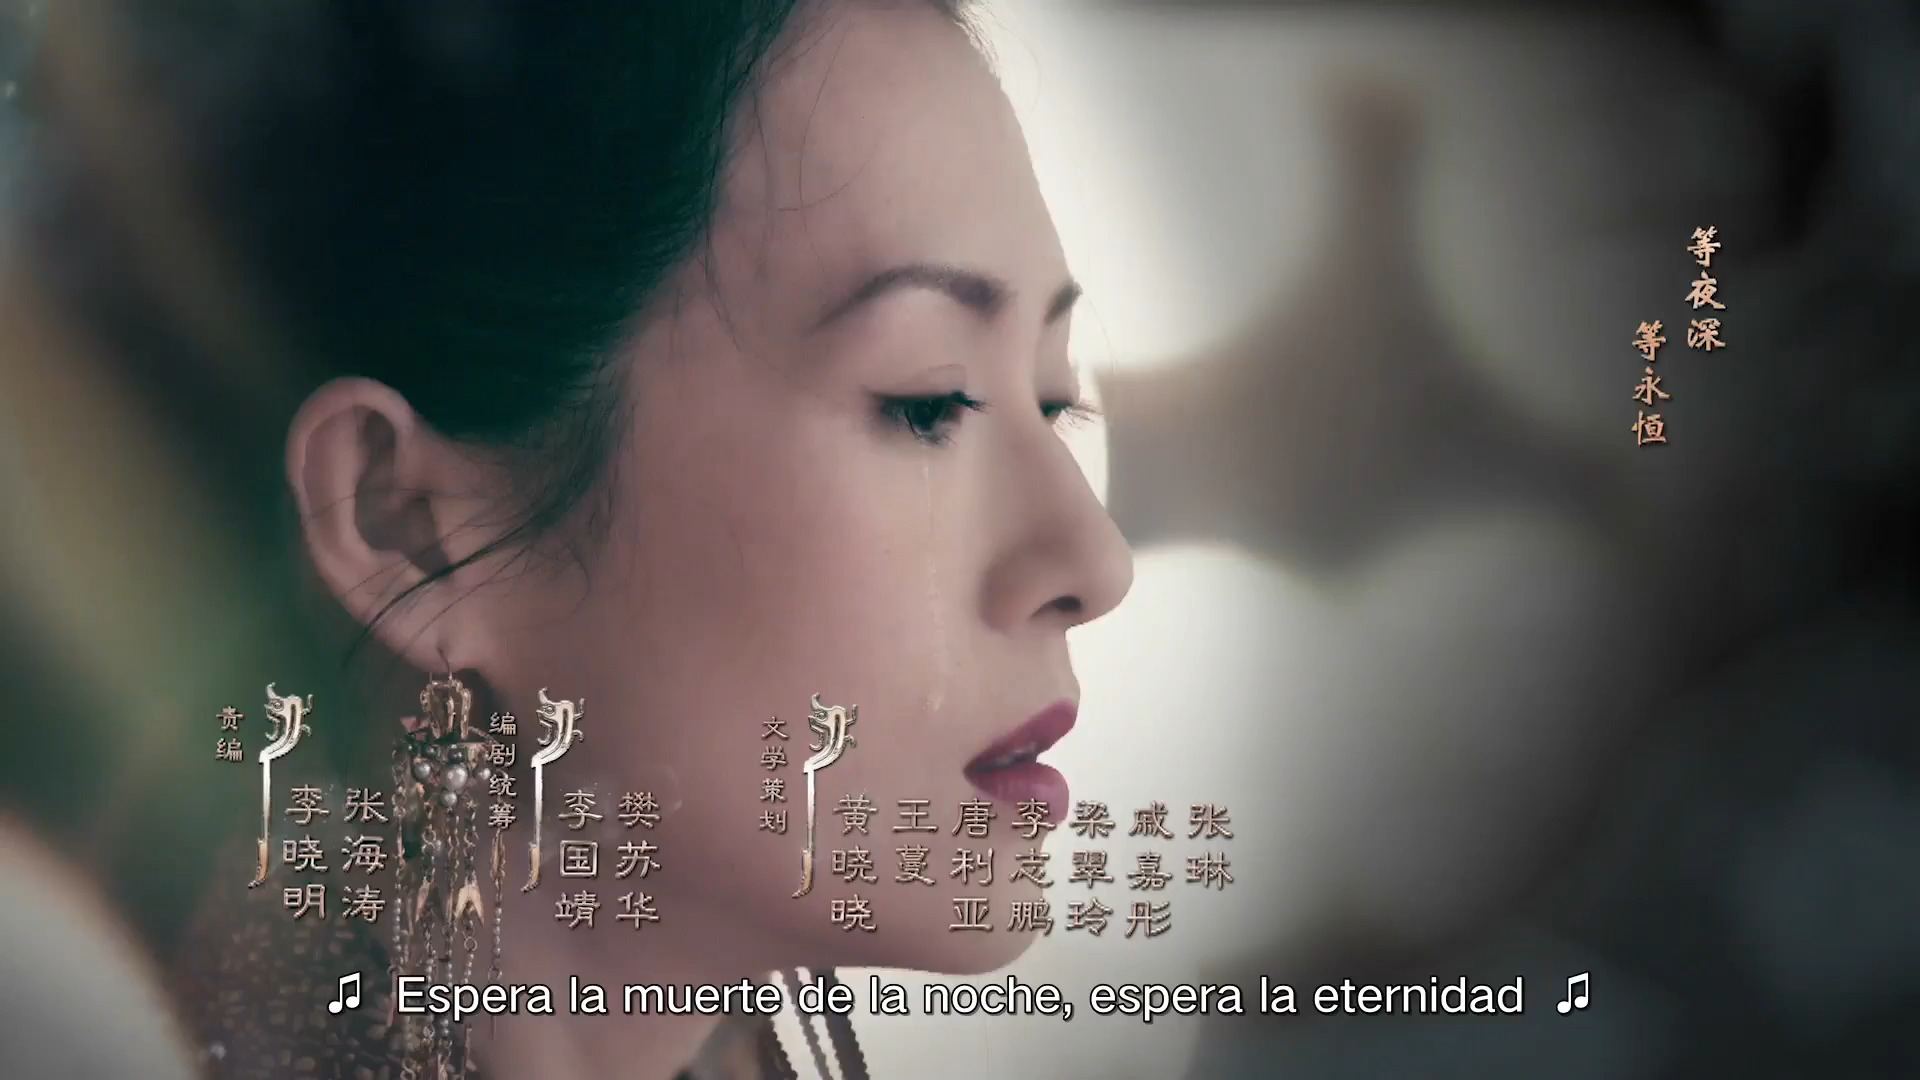 等夜深
等永恒
责编
李晓明
张海涛
编剧统筹
李国靖
樊苏华
文学策划
黄晓晓
王蔓
唐利亚
李志鹏
梁翠玲
戚嘉彤
张琳
♫ Espera la muerte de la noche, espera la eternidad ♫